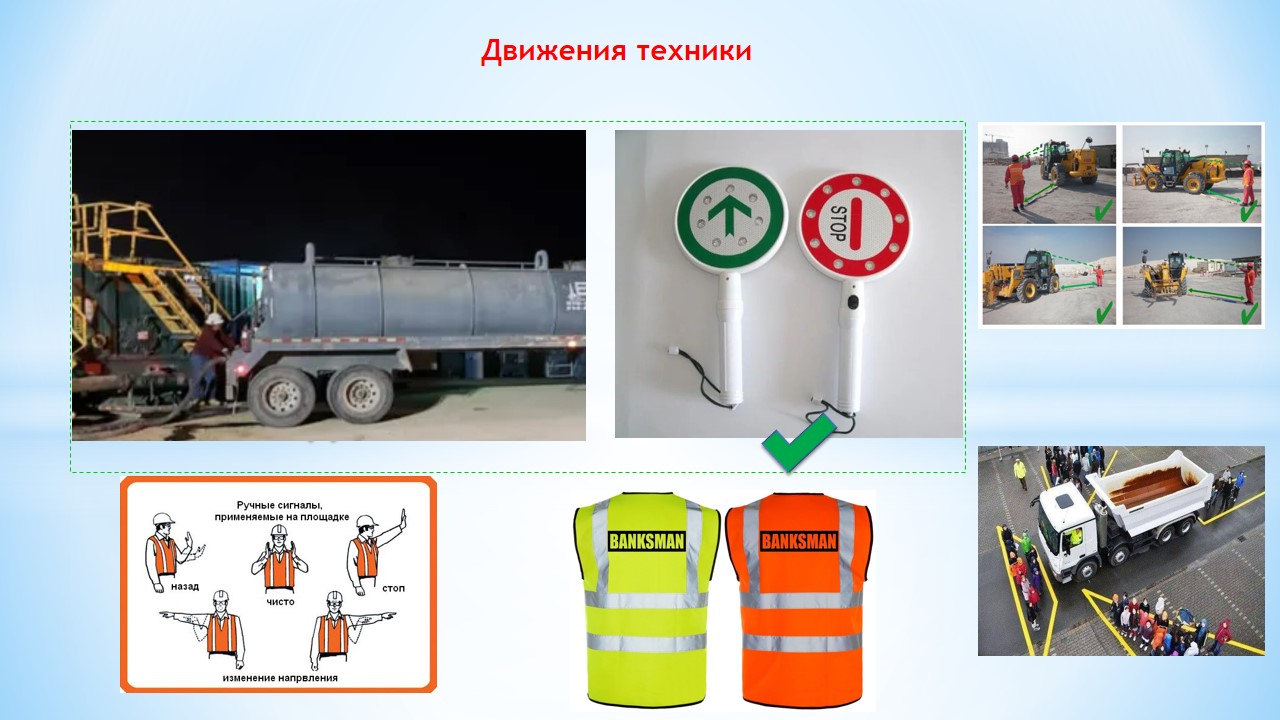 Движения техники
STOP
Ручные сигналы,
применяемые на площадке
назад
чисто
стоп
изменение напрвления
BANKSMAN
BANKSMAN